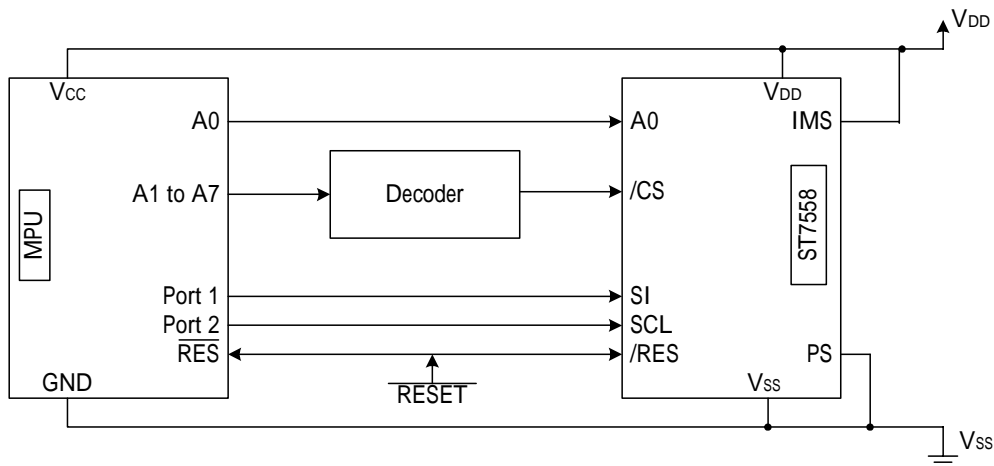 VDD
VCC
VDD
A0
A0
IMS
A1 to A7
Decoder
/CS
MPU
ST7558
Port 1
SI
Port 2
SCL
RES
/RES
PS
GND
RESET
VSS
VSS